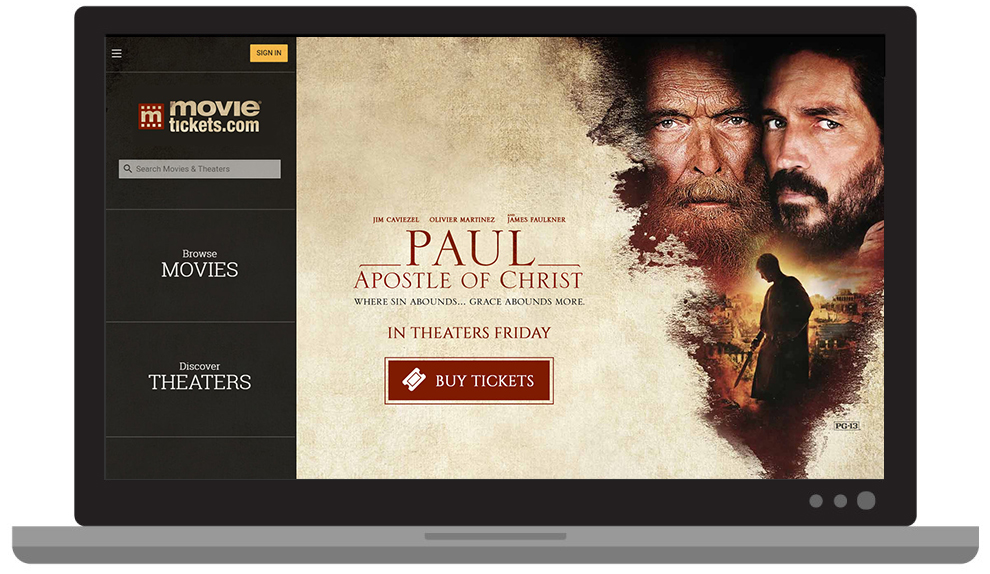 SIGN IN
m movie
tickets.com
Search Movies & Theaters
Browse
MOVIES
Discover
THEATERS
JIM CAVIEZEL OLIVIER MARTINEZ AND JAMES FAULKNER
PAUL
APOSTLE OF CHRIST
WHERE SIN ABOUNDS... GRACE ABOUNDS MORE.
IN THEATERS FRIDAY
BUY TICKETS
PG-13